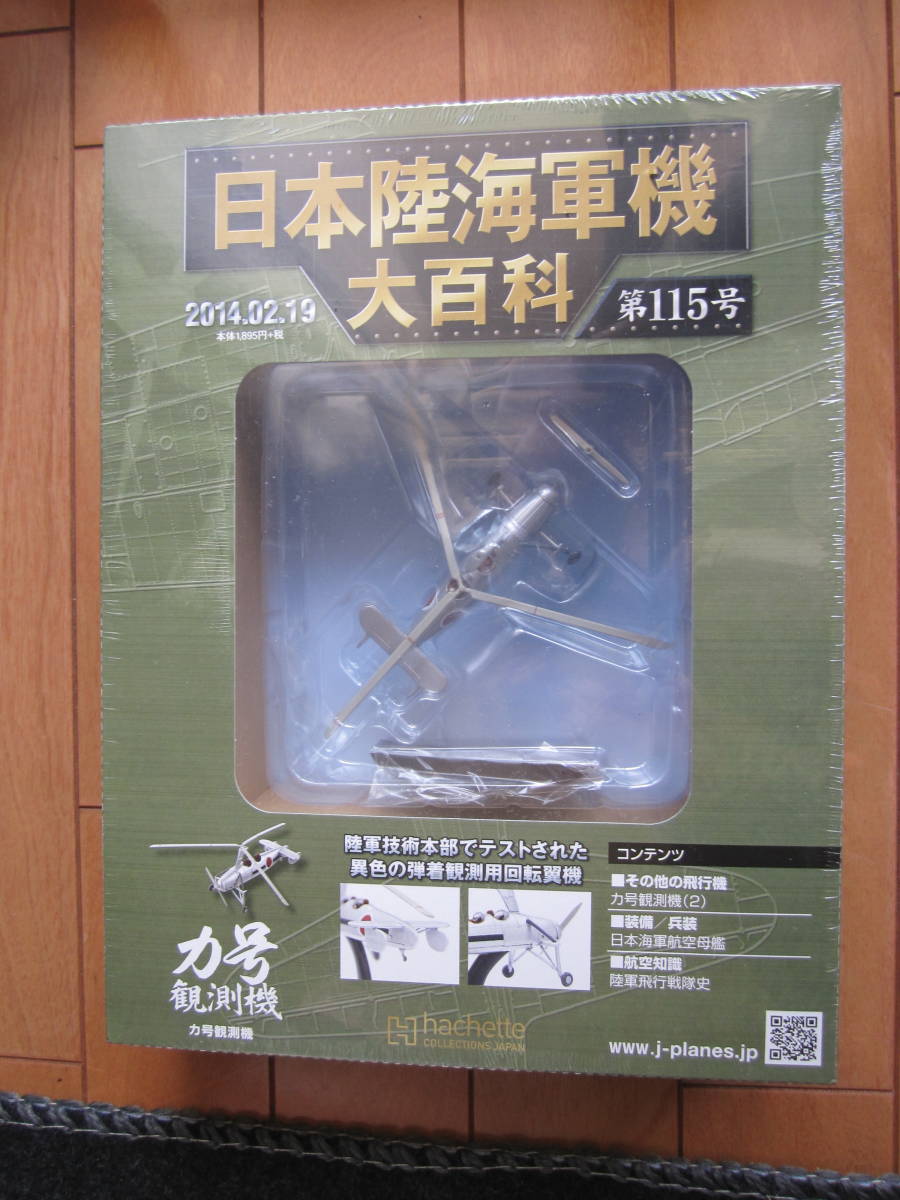 日本陸海軍機
大百科
第115号
2014.02.19
本体1,895円+税
陸軍技術本部でテストされた
異色の弾着観測用回転翼機
カ号
観測機
カ号観測機
コンテンツ
■その他の飛行機
カ号観測機(2)
■装備／兵装
日本海軍航空母艦
■航空知識
陸軍飛行戦隊史
hachette
COLLECTIONS JAPAN
www.j-planes.jp